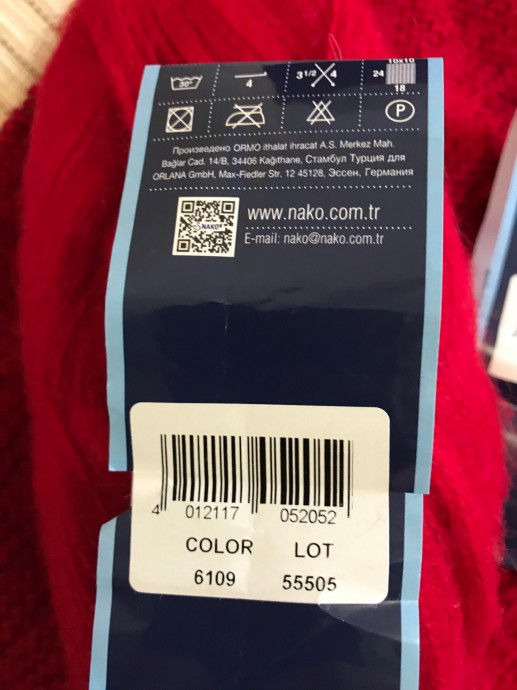 10x10
30°
4
3 1/2 4
24
18
P
Произведено ORMO ithalat ihracat A.S. Merkez Mah.
Bağlar Cad. 14/B, 34406 Kağıthane, Стамбул Турция для
ORLANA GmbH, Max-Fiedler Str. 12 45128, Эссен, Германия
NAKO
www.nako.com.tr
E-mail: nako@nako.com.tr
4 012117 052052
COLOR LOT
6109 55505